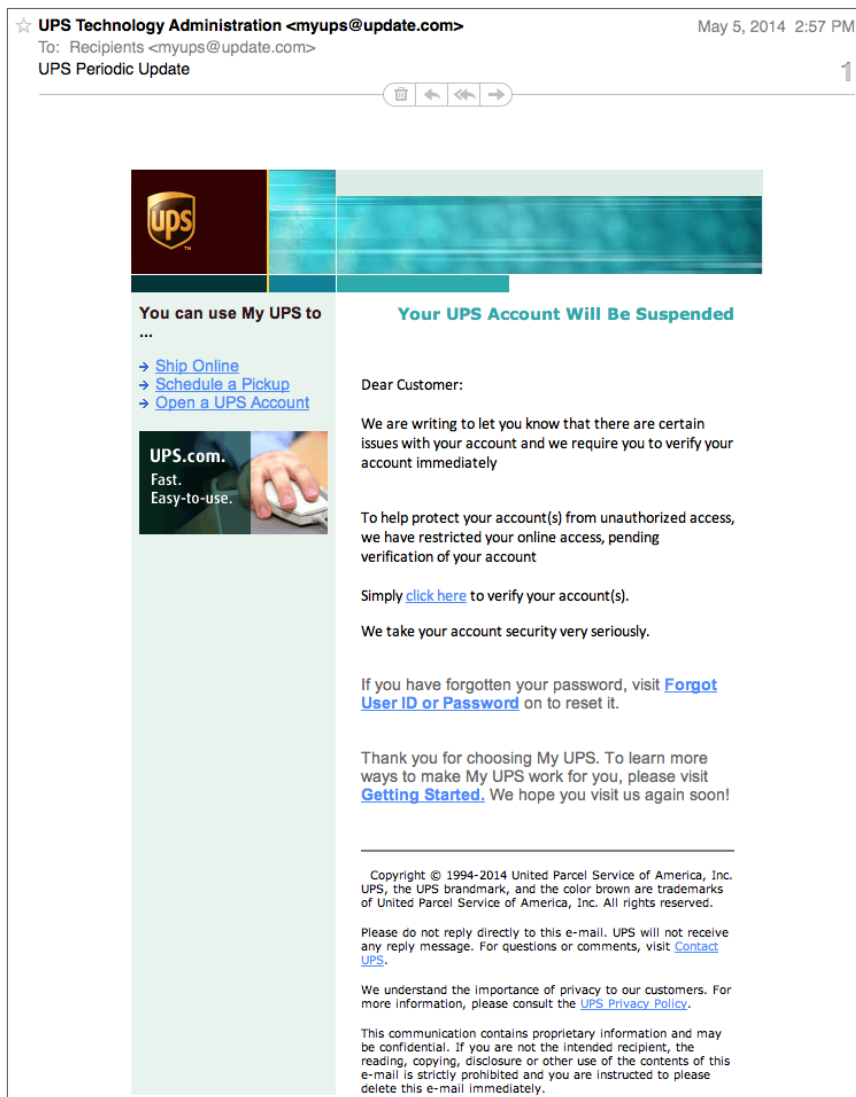 UPS Technology Administration <myups@update.com>
May 5, 2014 2:57 PM
To: Recipients <myups@update.com>
UPS Periodic Update
1
ups
TM
You can use My UPS to
...
Ship Online
Schedule a Pickup
Open a UPS Account
UPS.com.
Fast.
Easy-to-use.
Your UPS Account Will Be Suspended
Dear Customer:
We are writing to let you know that there are certain
issues with your account and we require you to verify your
account immediately
To help protect your account(s) from unauthorized access,
we have restricted your online access, pending
verification of your account
Simply click here to verify your account(s).
We take your account security very seriously.
If you have forgotten your password, visit Forgot
User ID or Password on to reset it.
Thank you for choosing My UPS. To learn more
ways to make My UPS work for you, please visit
Getting Started. We hope you visit us again soon!
Copyright © 1994-2014 United Parcel Service of America, Inc.
UPS, the UPS brandmark, and the color brown are trademarks
of United Parcel Service of America, Inc. All rights reserved.
Please do not reply directly to this e-mail. UPS will not receive
any reply message. For questions or comments, visit Contact
UPS.
We understand the importance of privacy to our customers. For
more information, please consult the UPS Privacy Policy.
This communication contains proprietary information and may
be confidential. If you are not the intended recipient, the
reading, copying, disclosure or other use of the contents of this
e-mail is strictly prohibited and you are instructed to please
delete this e-mail immediately.